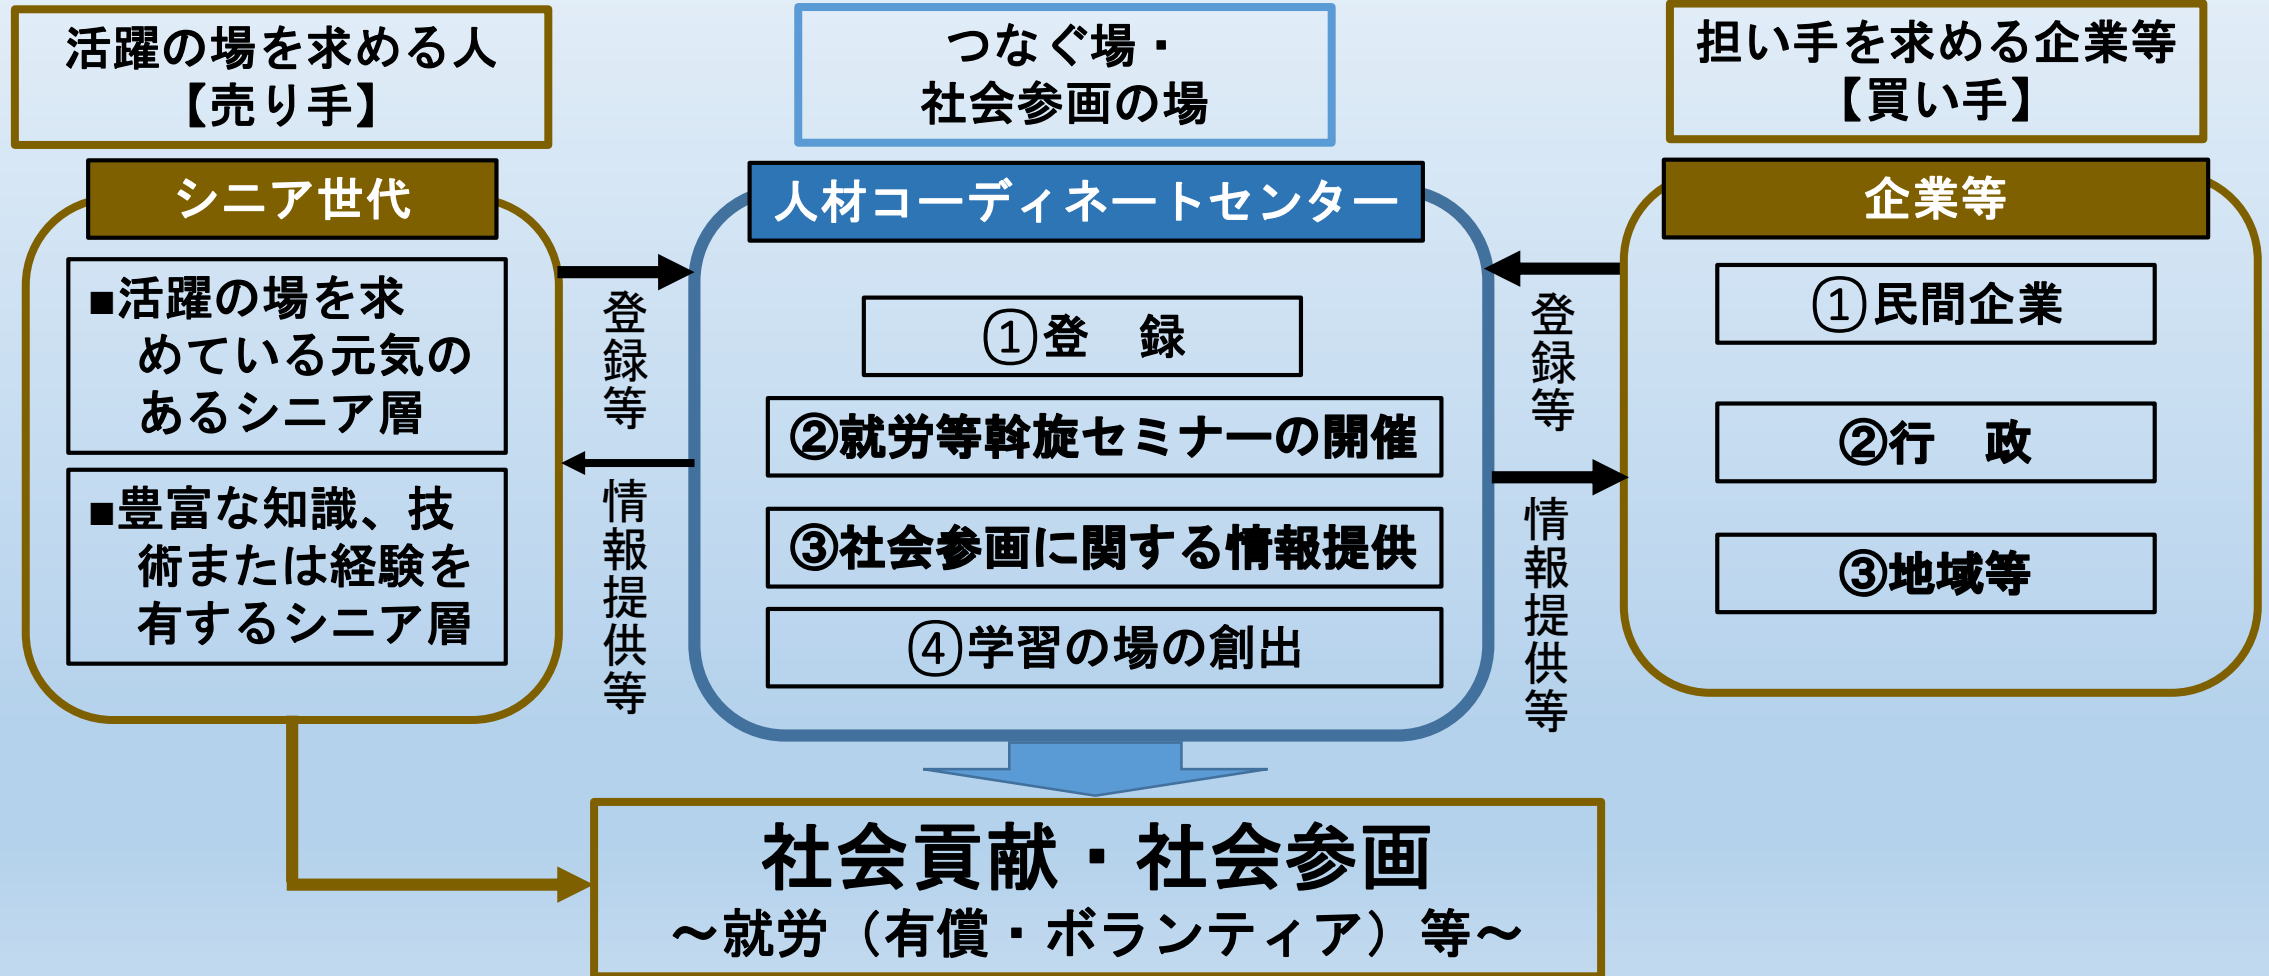 活躍の場を求める人
【売り手】
シニア世代
■活躍の場を求
めている元気の
あるシニア層
■豊富な知識、技
術または経験を
有するシニア層
登録等
情報提供等
つなぐ場・
社会参画の場
人材コーディネートセンター
①登　録
②就労等斡旋セミナーの開催
③社会参画に関する情報提供
④学習の場の創出
登録等
情報提供等
担い手を求める企業等
【買い手】
企業等
①民間企業
②行　政
③地域等
社会貢献・社会参画
～就労（有償・ボランティア）等～